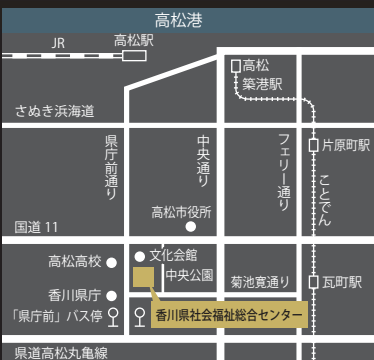 高松港
JR
高松駅
高松
築港駅
さぬき浜海道
県庁前通り
中央通り
フェリー通り
片原町駅
ことでん
高松市役所
国道 11
文化会館
高松高校
中央公園
菊池寛通り
瓦町駅
香川県庁
「県庁前」バス停
香川県社会福祉総合センター
県道高松丸亀線